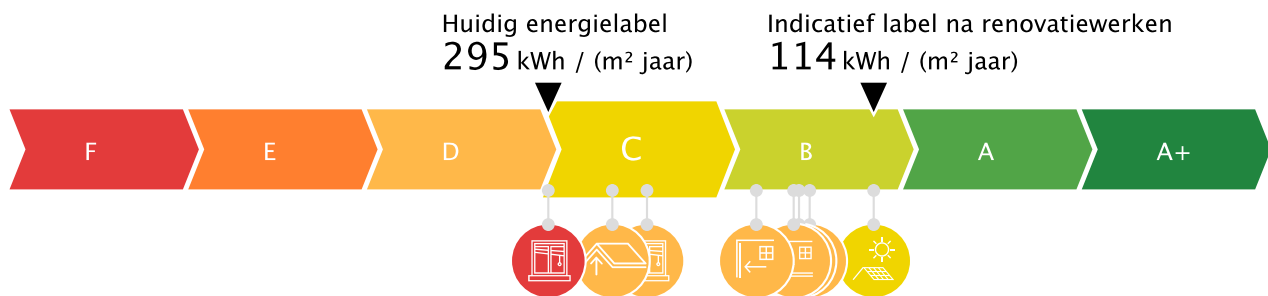 Huidig energielabel
295 kWh / (m² jaar)
Indicatief label na renovatiewerken
114 kWh / (m² jaar)
F
E
D
C
B
A
A+